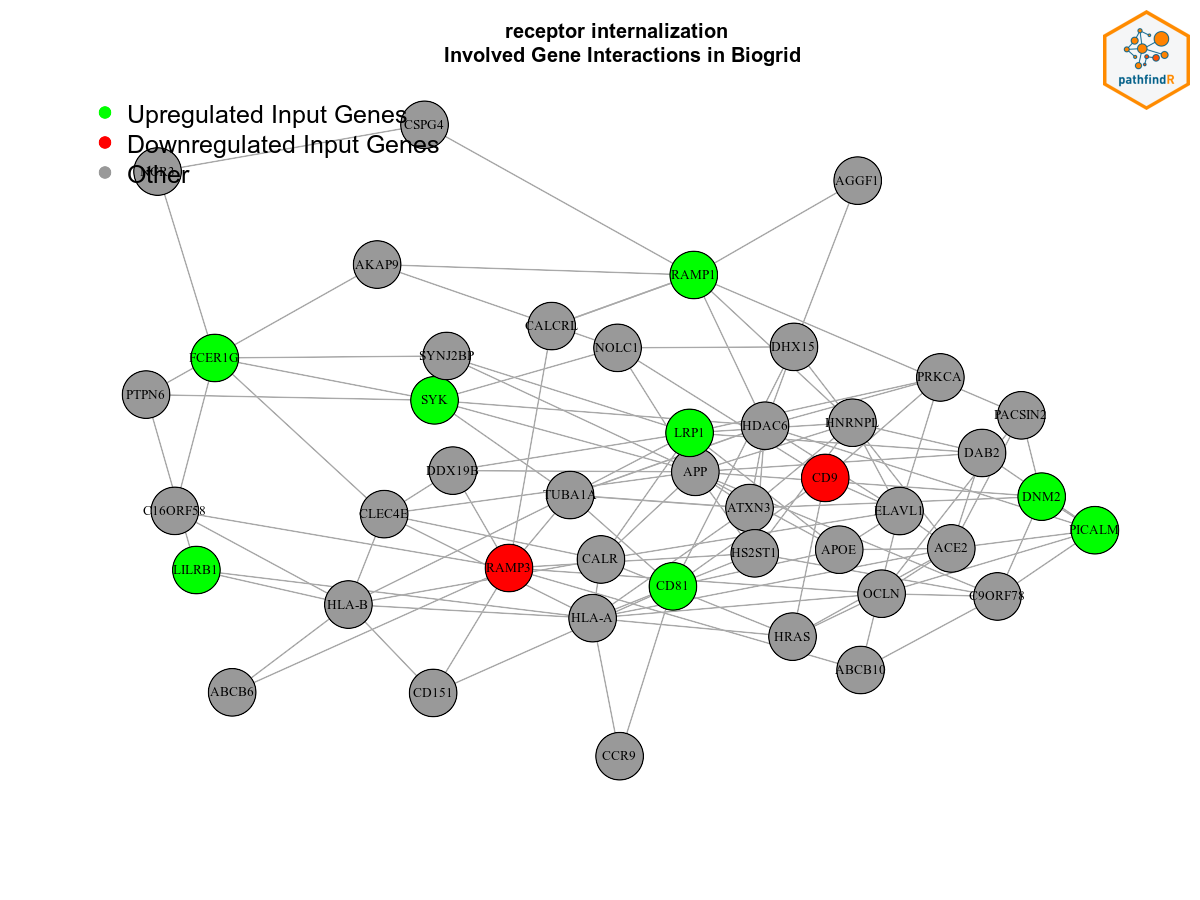 receptor internalization
Involved Gene Interactions in Biogrid
pathfindR
Upregulated Input Genes
Downregulated Input Genes
Other
CSPG4
AGGF1
AKAP9
RAMP1
CALCRL
NOLC1
DHX15
SYNJ2BP
FCER1G
PRKCA
PTPN6
SYK
PACSIN2
HDAC6
HNRNPL
LRP1
DAB2
DDX19B
APP
CD9
TUBA1A
DNM2
C16ORF58
CLEC4E
ATXN3
ELAVL1
PICALM
HS2ST1
APOE
ACE2
CALR
LILRB1
RAMP3
CD81
OCLN
C9ORF78
HLA-B
HLA-A
HRAS
ABCB10
ABCB6
CD151
CCR9